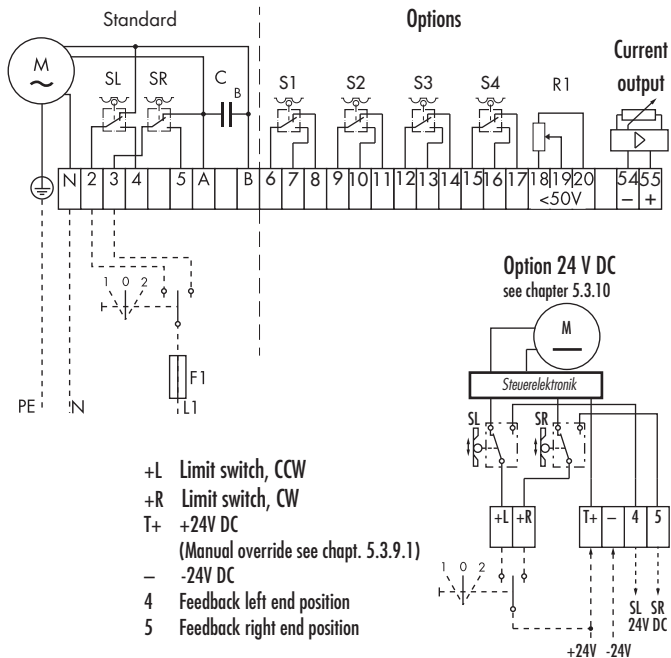 Standard
Options
M
~
SL SR C
B
S1 S2 S3 S4 R1
Current
output
N 2 3 4 5 A B 6 7 8 9 10 11 12 13 14 15 16 17 18 19 20 54 55
<50V
– +
1 0 2
F1
PE N L1
Option 24 V DC
see chapter 5.3.10
M
Steuerelektronik
SL SR
+L +R T+ – 4 5
1 0 2
SL SR
24V DC
+24V -24V
+L Limit switch, CCW
+R Limit switch, CW
T+ +24V DC
(Manual override see chapt. 5.3.9.1)
– -24V DC
4 Feedback left end position
5 Feedback right end position